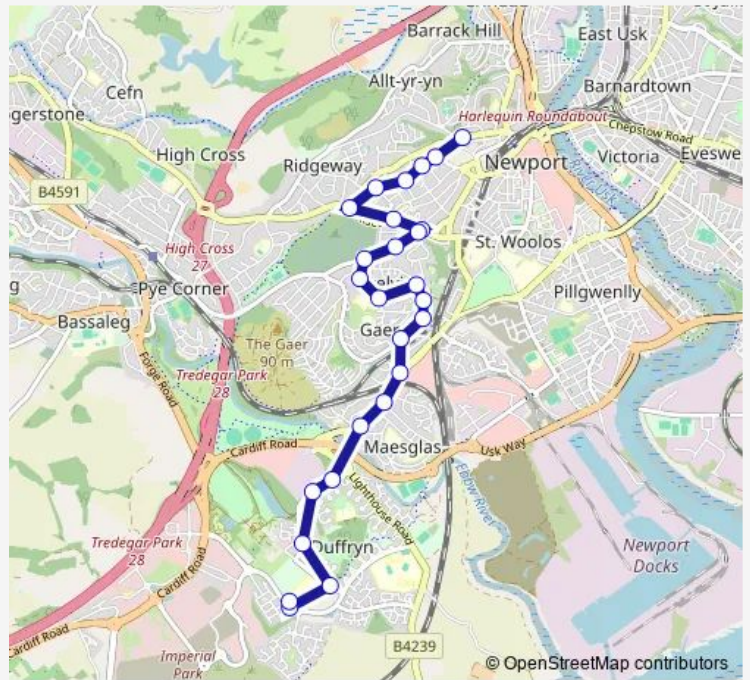 Barrack Hill
East Usk
Allt-yr-yn
Cefn
Barnardtown
gerstone
Harlequin Roundabout
Chepstow Road
High Cross
Ridgeway
Newport
Victoria
Eveswe
B4591
High Cross
27
St. Woolos
Pye Corner
g
Pillgwenlly
Bassaleg
Gaer
The Gaer
90 m
Forge Road
Tredegar Park
28
Cardiff Road
Maesglas
Usk Way
Lighthouse Road
Ebbw River
Tredegar Park
28
Duffryn
Newport
Docks
Cardiff Road
Cardiff Road
Imperial
Park
B4239
© OpenStreetMap contributors